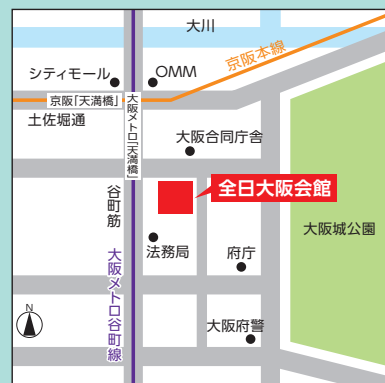 大川
京阪本線
シティモール
OMM
京阪「天満橋」
大阪メトロ「天満橋」
土佐堀通
大阪合同庁舎
全日大阪会館
谷町筋
大阪城公園
法務局
府庁
大阪メトロ谷町線
N
大阪府警